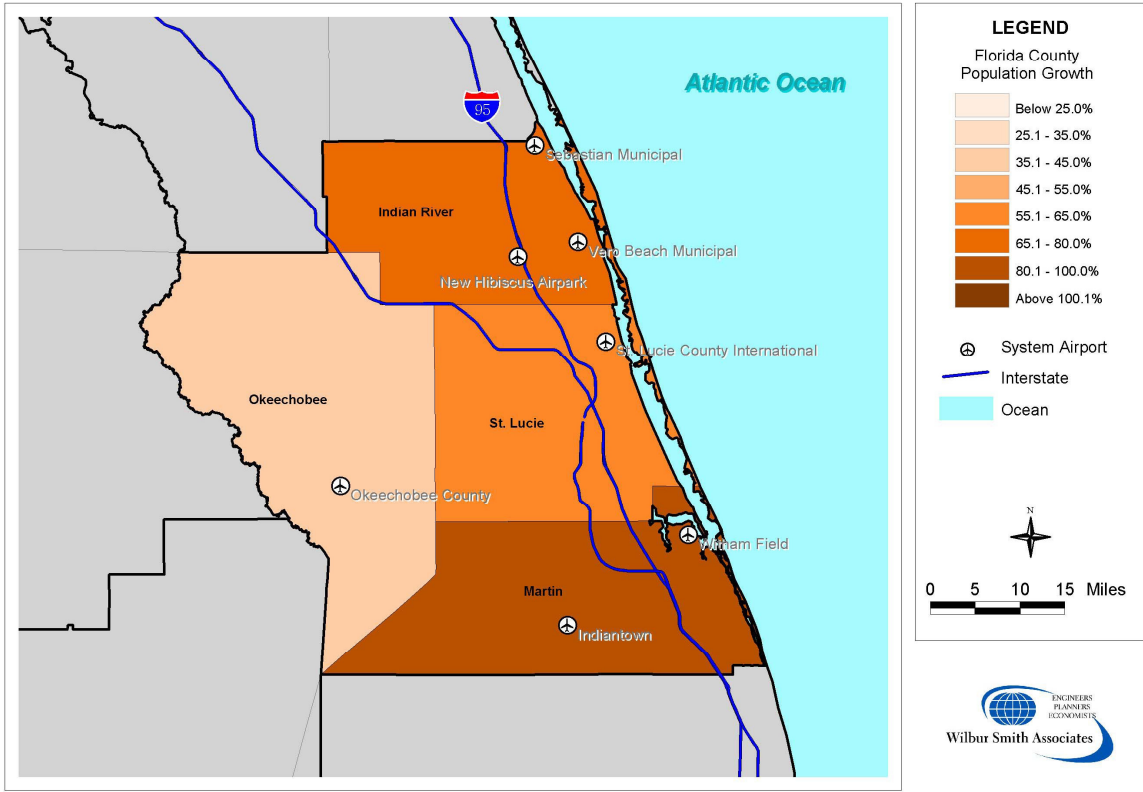 Atlantic Ocean
95
Sebastian Municipal
Indian River
Vero Beach Municipal
New Hibiscus Airpark
St. Lucie County International
Okeechobee
St. Lucie
Okeechobee County
Witham Field
Martin
Indiantown
LEGEND
Florida County
Population Growth
Below 25.0%
25.1 - 35.0%
35.1 - 45.0%
45.1 - 55.0%
55.1 - 65.0%
65.1 - 80.0%
80.1 - 100.0%
Above 100.1%
System Airport
Interstate
Ocean
N
0 5 10 15 Miles
ENGINEERS
PLANNERS
ECONOMISTS
Wilbur Smith Associates